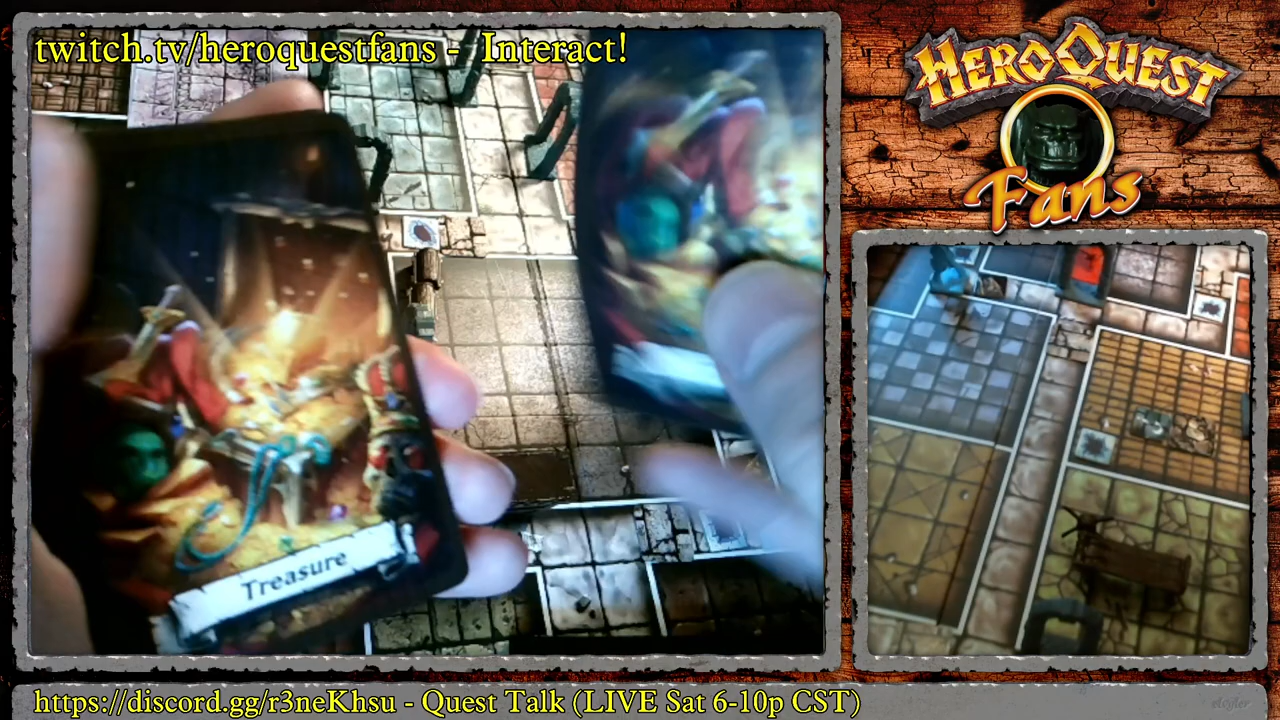 twitch.tv/heroquestfans - Interact!
HEROQUEST
Fans
Treasure
https://discord.gg/r3neKhsu - Quest Talk (LIVE Sat 6-10p CST)